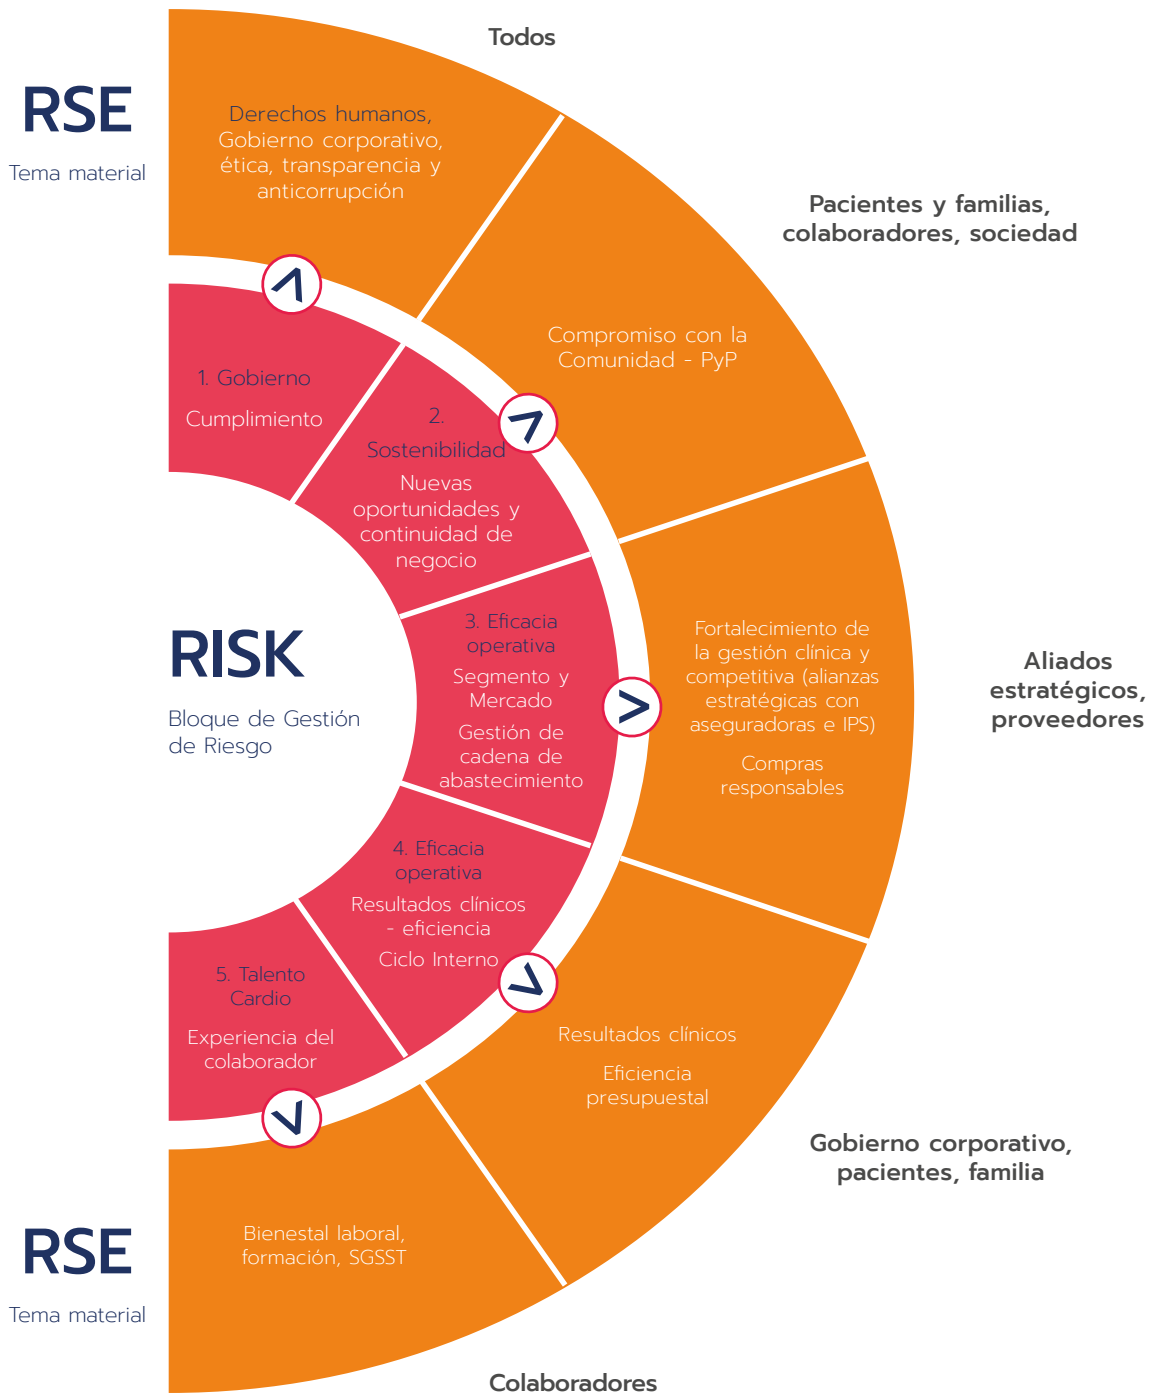 Todos
RSE
Tema material
Derechos humanos,
Gobierno corporativo,
ética, transparencia y
anticorrupción
Pacientes y familias,
colaboradores, sociedad
Compromiso con la
Comunidad - PyP
1. Gobierno
Cumplimiento
2.
Sostenibilidad
Nuevas
oportunidades y
continuidad de
negocio
RISK
Bloque de Gestión
de Riesgo
3. Eficacia
operativa
Segmento y
Mercado
Gestión de
cadena de
abastecimiento
Fortalecimiento de
la gestión clínica y
competitiva (alianzas
estratégicas con
aseguradoras e IPS)
Compras
responsables
Aliados
estratégicos,
proveedores
4. Eficacia
operativa
Resultados clínicos
- eficiencia
Ciclo Interno
5. Talento
Cardio
Experiencia del
colaborador
Resultados clínicos
Eficiencia
presupuestal
Gobierno corporativo,
pacientes, familia
RSE
Tema material
Bienestal laboral,
formación, SGSST
Colaboradores